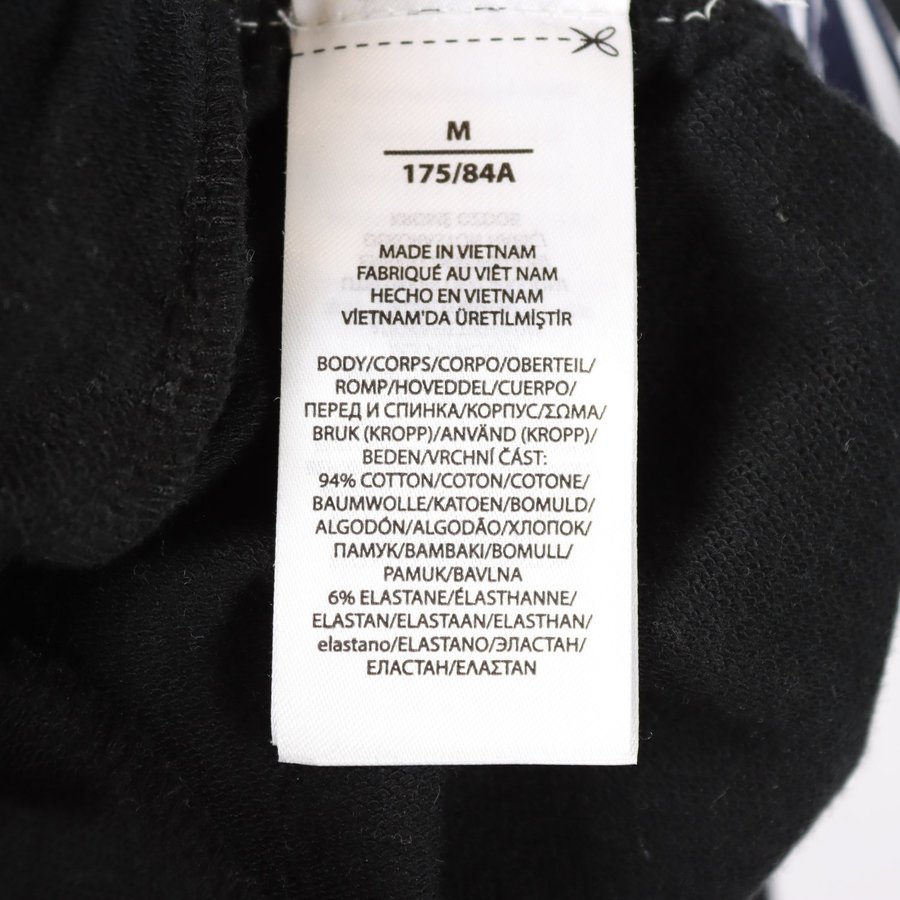 M
175/84A
MADE IN VIETNAM
FABRIQUÉ AU VIÊT NAM
HECHO EN VIETNAM
VİETNAM'DA ÜRETİLMİŞTİR
BODY/CORPS/CORPO/OBERTEIL/
ROMP/HOVEDDEL/CUERPO/
ПЕРЕД И СПИНКА/КОРПУС/ΣΩΜΑ/
BRUK (KROPP)/ANVÄND (KROPP)/
BEDEN/VRCHNÍ ČÁST:
94% COTTON/COTON/COTONE/
BAUMWOLLE/KATOEN/BOMULD/
ALGODÓN/ALGODÃO/ХЛОПОК/
ПАМУК/ΒΑΜΒΑΚΙ/BOMULL/
PAMUK/BAVLNA
6% ELASTANE/ÉLASTHANNE/
ELASTAN/ELASTAAN/ELASTHAN/
elastano/ELASTANO/ЭЛАСТАН/
ЕЛАСТАН/ΕΛΑΣΤΑΝ